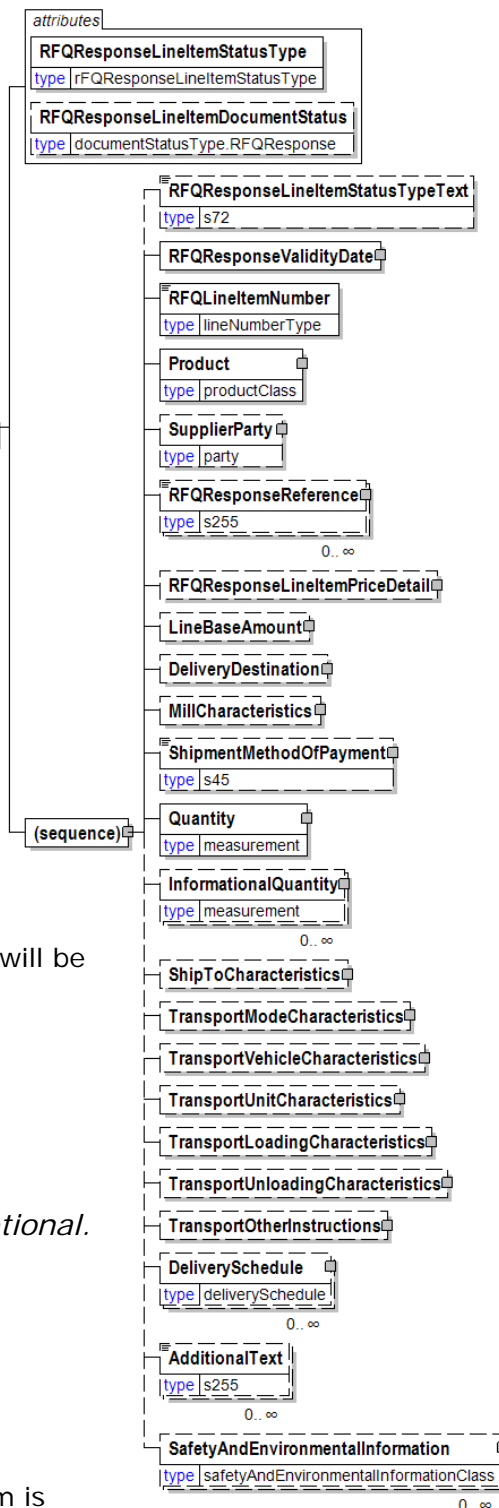 attributes
RFQResponseLineItemStatusType
type rFQResponseLineItemStatusType
RFQResponseLineItemDocumentStatus
type documentStatusType.RFQResponse
RFQResponseLineItemStatusTypeText
type s72
RFQResponseValidityDate
RFQLineItemNumber
type lineNumberType
Product
type productClass
SupplierParty
type party
RFQResponseReference
type s255
0.. ∞
RFQResponseLineItemPriceDetail
LineBaseAmount
DeliveryDestination
MillCharacteristics
ShipmentMethodOfPayment
type s45
(sequence)
Quantity
type measurement
InformationalQuantity
type measurement
0.. ∞
will be
ShipToCharacteristics
TransportModeCharacteristics
TransportVehicleCharacteristics
TransportUnitCharacteristics
TransportLoadingCharacteristics
TransportUnloadingCharacteristics
tional.
TransportOtherInstructions
DeliverySchedule
type deliverySchedule
0.. ∞
AdditionalText
type s255
0.. ∞
SafetyAndEnvironmentalInformation
type safetyAndEnvironmentalInformationClass
m is
0.. ∞